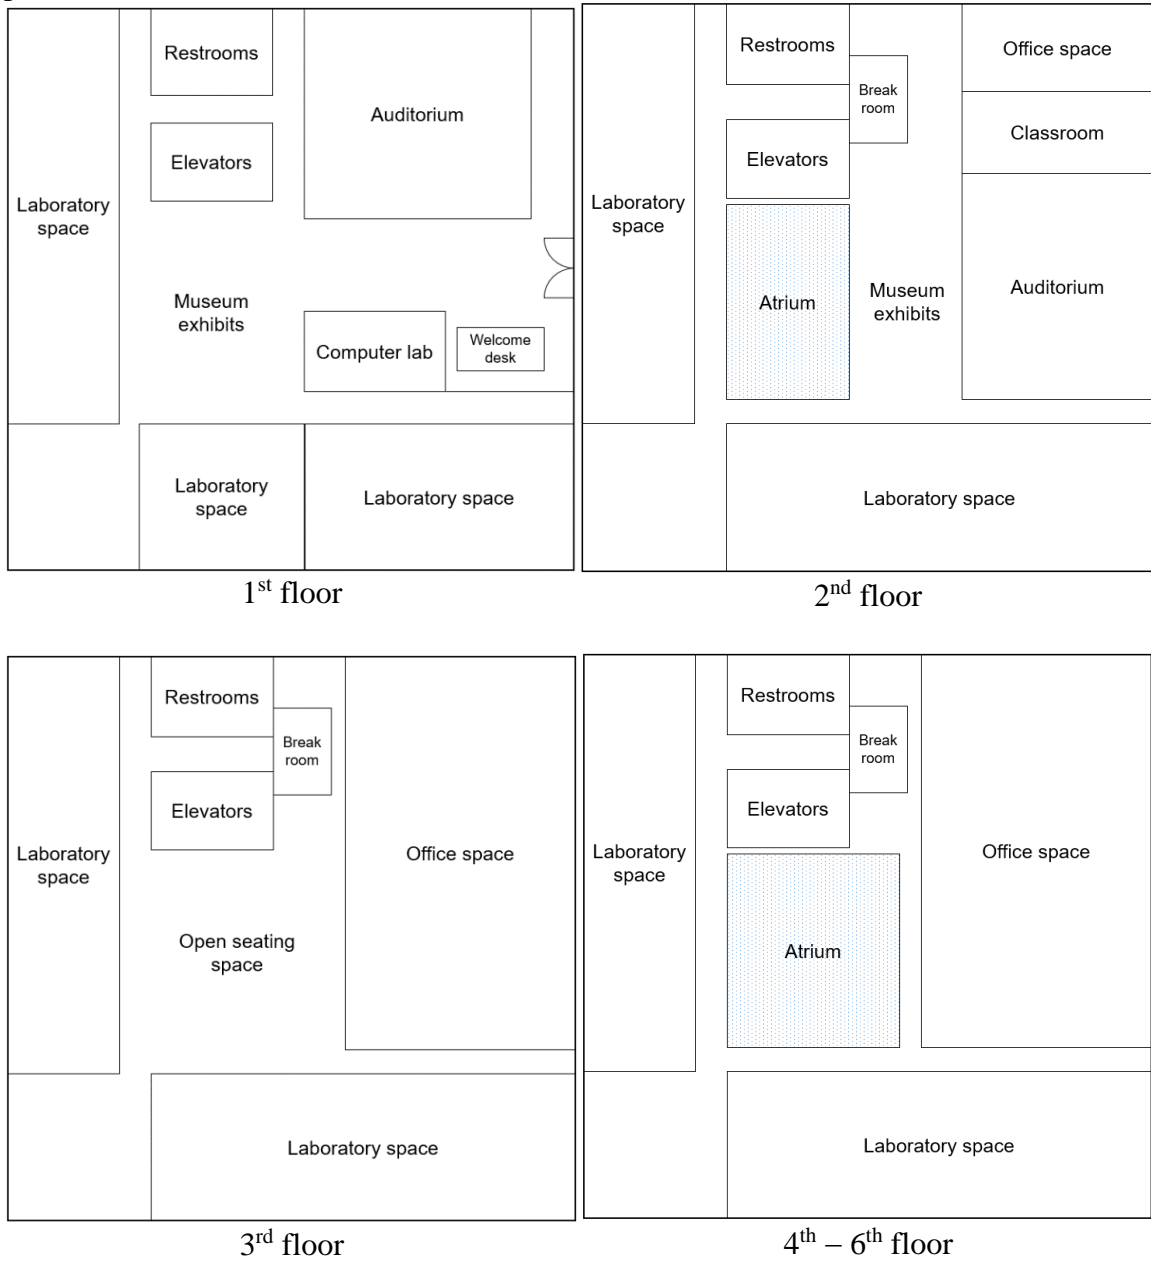 Restrooms
Auditorium
Elevators
Laboratory
space
Museum
exhibits
Computer lab
Welcome
desk
Laboratory
space
Laboratory space
1st floor
Restrooms
Break
room
Office space
Classroom
Elevators
Laboratory
space
Atrium
Museum
exhibits
Auditorium
Laboratory space
2nd floor
Restrooms
Break
room
Elevators
Laboratory
space
Office space
Open seating
space
Laboratory space
3rd floor
Restrooms
Break
room
Elevators
Laboratory
space
Office space
Atrium
Laboratory space
4th – 6th floor